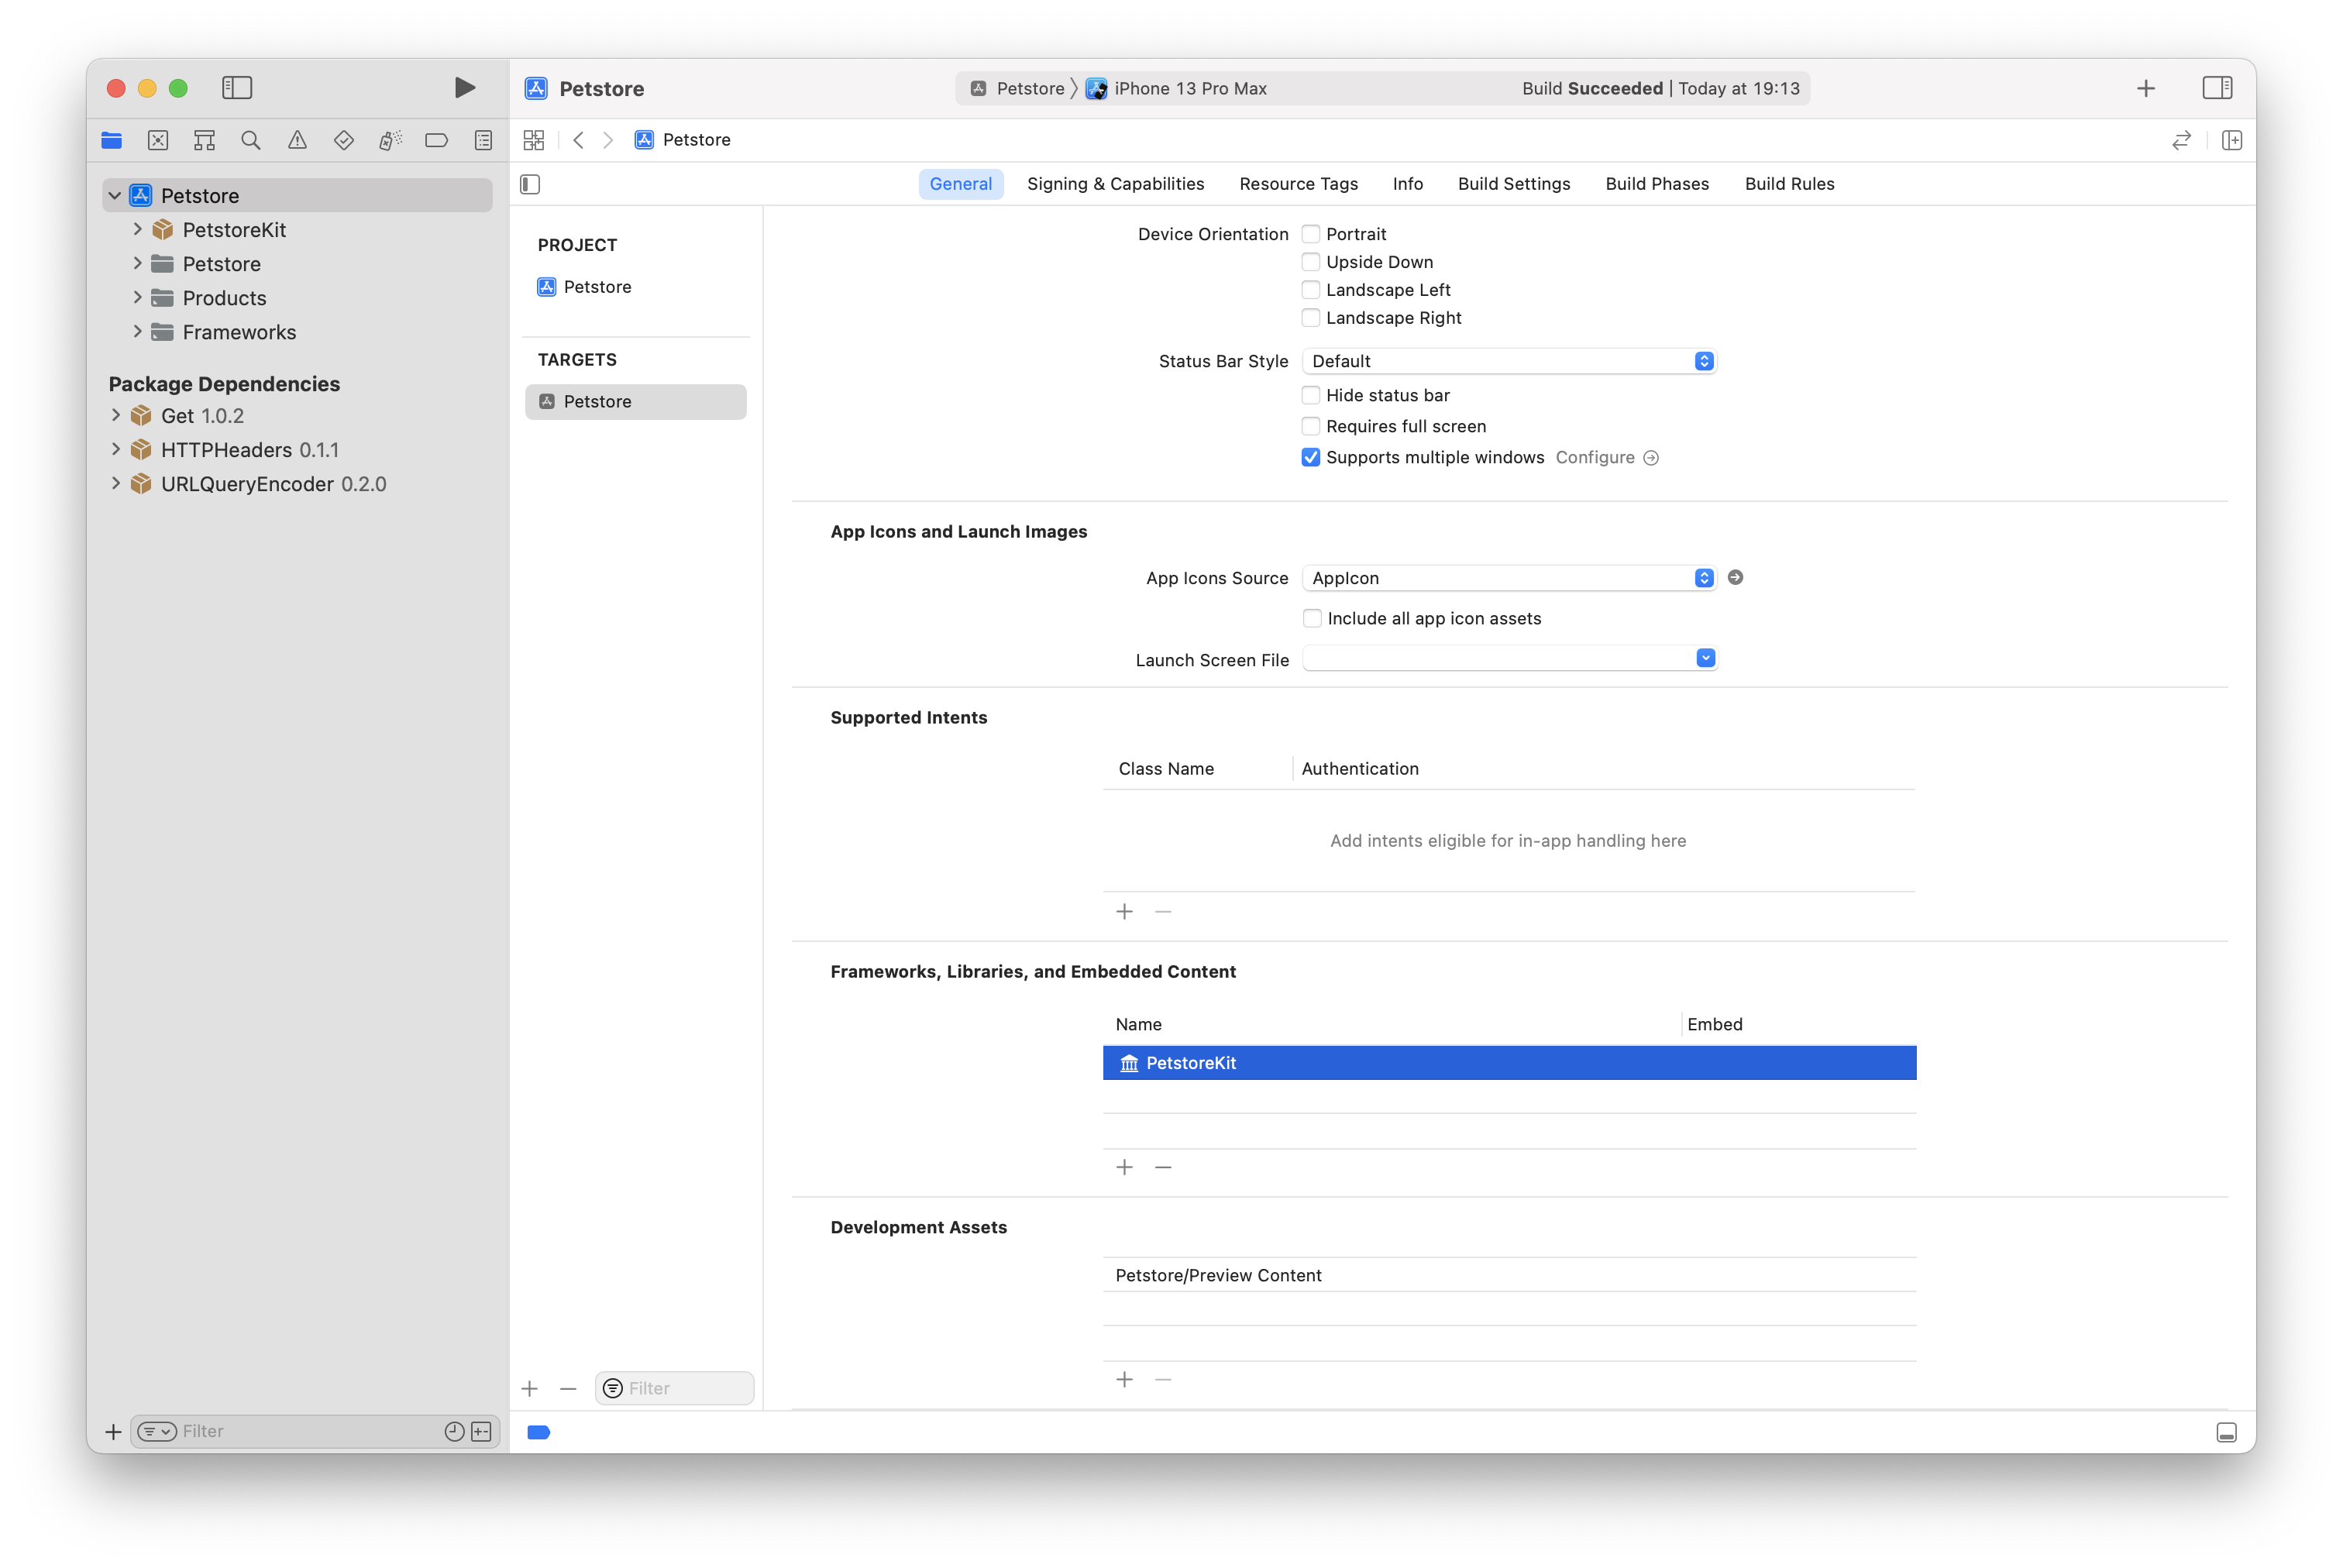 Petstore
Petstore 〉 iPhone 13 Pro Max
Build Succeeded | Today at 19:13
Petstore
Petstore
PetstoreKit
Petstore
Products
Frameworks
Package Dependencies
Get 1.0.2
HTTPHeaders 0.1.1
URLQueryEncoder 0.2.0
Filter
General Signing & Capabilities Resource Tags Info Build Settings Build Phases Build Rules
PROJECT
Petstore
TARGETS
Petstore
Filter
Device Orientation Portrait
Upside Down
Landscape Left
Landscape Right
Status Bar Style Default
Hide status bar
Requires full screen
Supports multiple windows Configure
App Icons and Launch Images
App Icons Source AppIcon
Include all app icon assets
Launch Screen File
Supported Intents
Class Name Authentication
Add intents eligible for in-app handling here
Frameworks, Libraries, and Embedded Content
Name Embed
PetstoreKit
Development Assets
Petstore/Preview Content